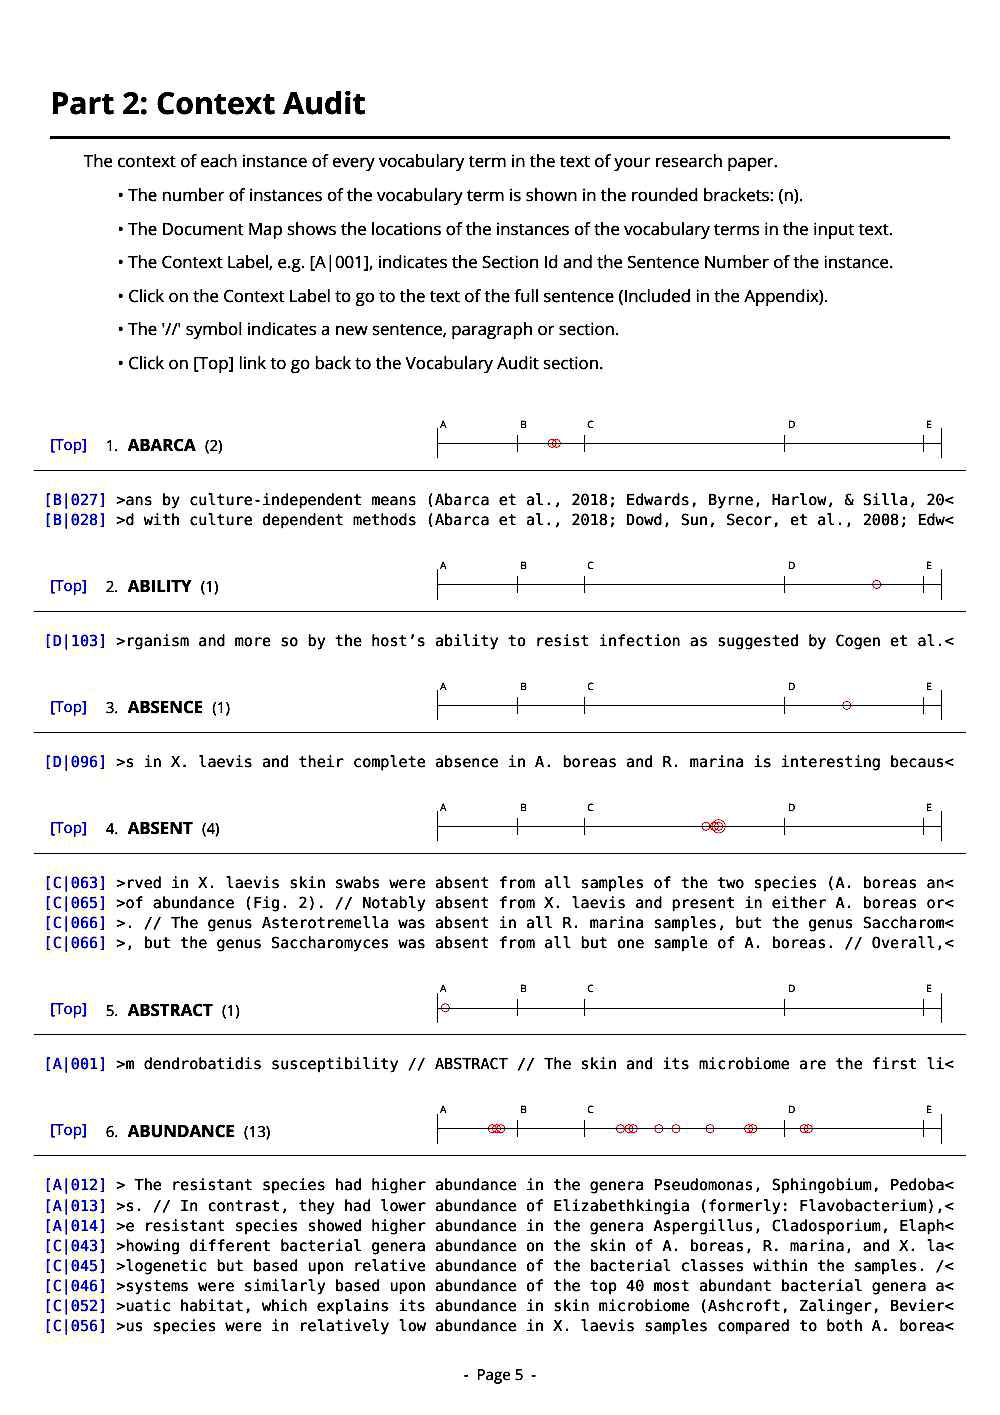 Part 2: Context Audit
The context of each instance of every vocabulary term in the text of your research paper.
• The number of instances of the vocabulary term is shown in the rounded brackets: (n).
• The Document Map shows the locations of the instances of the vocabulary terms in the input text.
• The Context Label, e.g. [A|001], indicates the Section Id and the Sentence Number of the instance.
• Click on the Context Label to go to the text of the full sentence (Included in the Appendix).
• The '//' symbol indicates a new sentence, paragraph or section.
• Click on [Top] link to go back to the Vocabulary Audit section.
A B C D E
[Top] 1. ABARCA (2)
[B|027] >ans by culture-independent means (Abarca et al., 2018; Edwards, Byrne, Harlow, & Silla, 20<
[B|028] >d with culture dependent methods (Abarca et al., 2018; Dowd, Sun, Secor, et al., 2008; Edw<
A B C D E
[Top] 2. ABILITY (1)
[D|103] >rganism and more so by the host’s ability to resist infection as suggested by Cogen et al.<
A B C D E
[Top] 3. ABSENCE (1)
[D|096] >s in X. laevis and their complete absence in A. boreas and R. marina is interesting becaus<
A B C D E
[Top] 4. ABSENT (4)
[C|063] >rved in X. laevis skin swabs were absent from all samples of the two species (A. boreas an<
[C|065] >of abundance (Fig. 2). // Notably absent from X. laevis and present in either A. boreas or<
[C|066] >. // The genus Asterotremella was absent in all R. marina samples, but the genus Saccharom<
[C|066] >, but the genus Saccharomyces was absent from all but one sample of A. boreas. // Overall,<
A B C D E
[Top] 5. ABSTRACT (1)
[A|001] >m dendrobatidis susceptibility // ABSTRACT // The skin and its microbiome are the first li<
A B C D E
[Top] 6. ABUNDANCE (13)
[A|012] > The resistant species had higher abundance in the genera Pseudomonas, Sphingobium, Pedoba<
[A|013] >s. // In contrast, they had lower abundance of Elizabethkingia (formerly: Flavobacterium),<
[A|014] >e resistant species showed higher abundance in the genera Aspergillus, Cladosporium, Elaph<
[C|043] >howing different bacterial genera abundance on the skin of A. boreas, R. marina, and X. la<
[C|045] >logenetic but based upon relative abundance of the bacterial classes within the samples. /<
[C|046] >systems were similarly based upon abundance of the top 40 most abundant bacterial genera a<
[C|052] >uatic habitat, which explains its abundance in skin microbiome (Ashcroft, Zalinger, Bevier<
[C|056] >us species were in relatively low abundance in X. laevis samples compared to both A. borea<
- Page 5 -